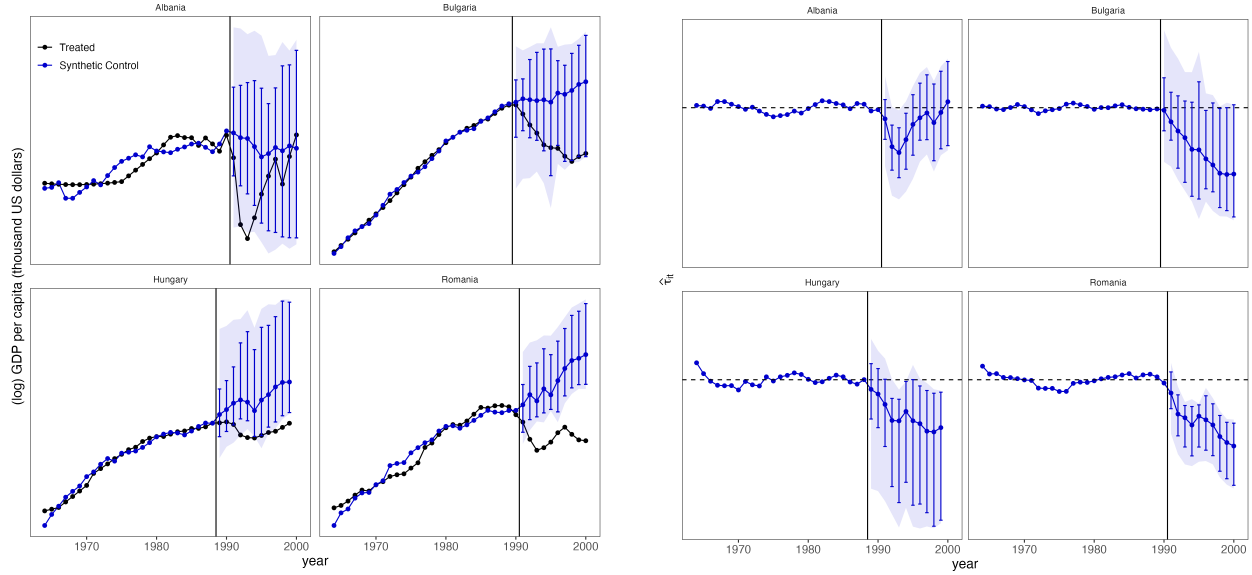 Albania
Bulgaria
Treated
Synthetic Control
Hungary
Romania
(log) GDP per capita (thousand US dollars)
1970
1980
1990
2000
1970
1980
1990
2000
year
Albania
Bulgaria
Hungary
Romania
τ̂it
1970
1980
1990
2000
1970
1980
1990
2000
year